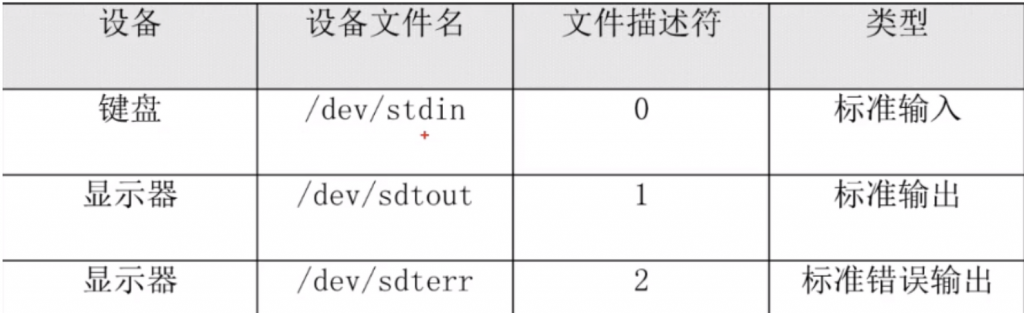 设备 设备文件名 文件描述符 类型
键盘 /dev/stdin 0 标准输入
显示器 /dev/sdtout 1 标准输出
显示器 /dev/sdterr 2 标准错误输出